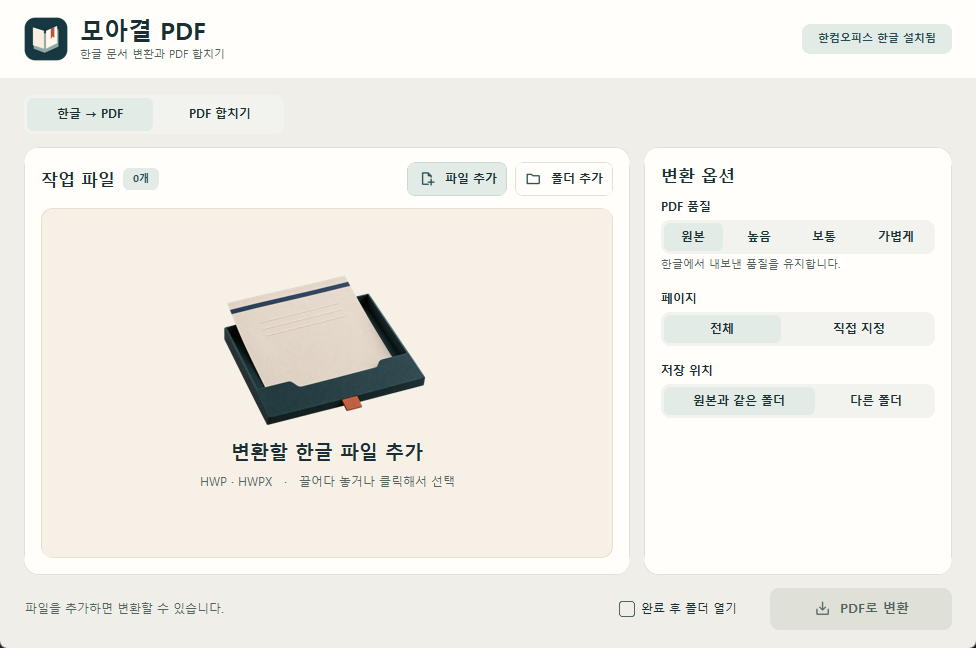 모아결 PDF
한글 문서 변환과 PDF 합치기
한컴오피스 한글 설치됨
한글 → PDF
PDF 합치기
작업 파일
0개
파일 추가
폴더 추가
변환할 한글 파일 추가
HWP · HWPX · 끌어다 놓거나 클릭해서 선택
변환 옵션
PDF 품질
원본
높음
보통
가볍게
한글에서 내보낸 품질을 유지합니다.
페이지
전체
직접 지정
저장 위치
원본과 같은 폴더
다른 폴더
파일을 추가하면 변환할 수 있습니다.
완료 후 폴더 열기
PDF로 변환